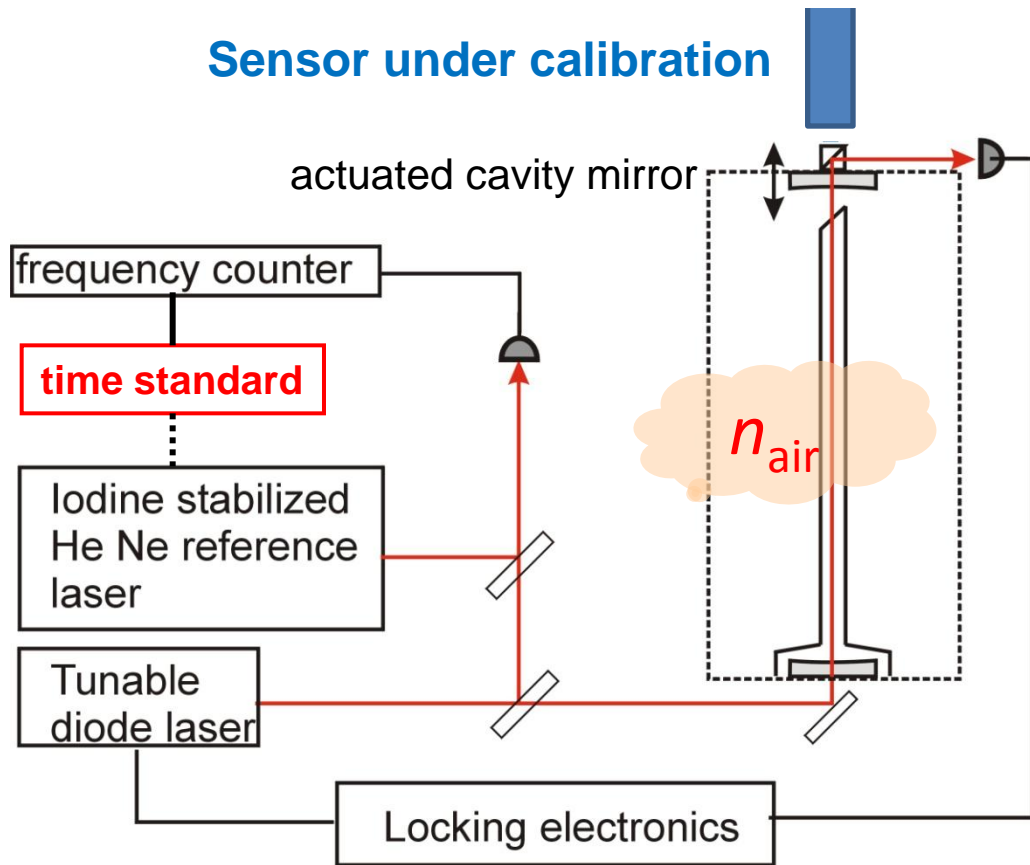 Sensor under calibration
actuated cavity mirror
frequency counter
time standard
n air
Iodine stabilized
He Ne reference
laser
Tunable
diode laser
Locking electronics